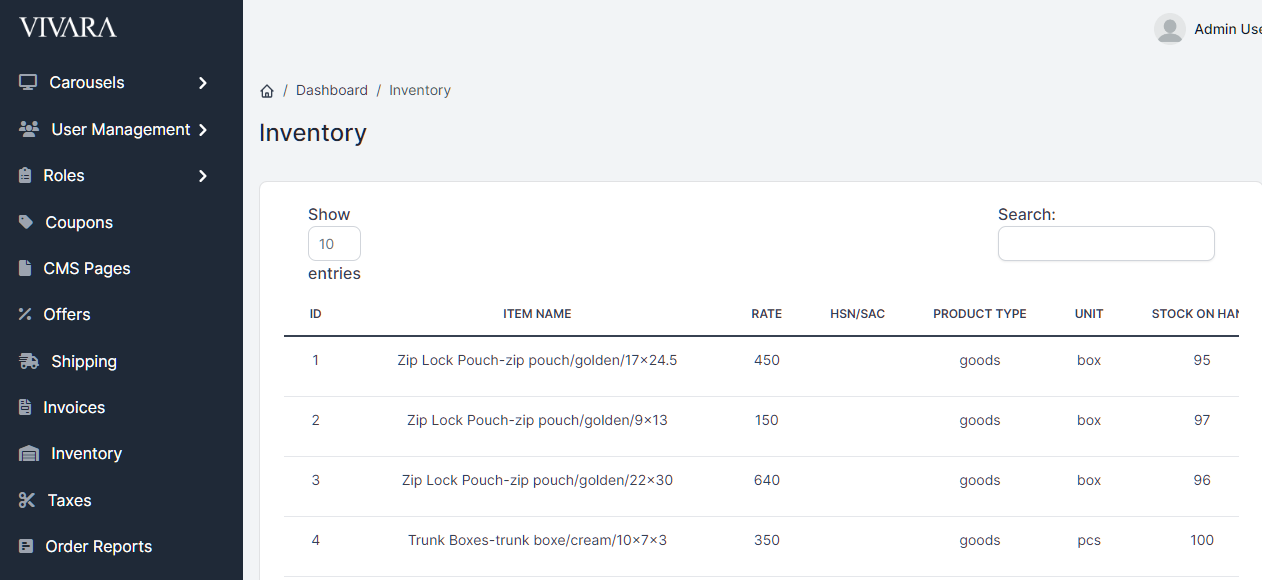 VIVARA
Carousels
User Management
Roles
Coupons
CMS Pages
Offers
Shipping
Invoices
Inventory
Taxes
Order Reports
Admin Use
/ Dashboard / Inventory
Inventory
Show
10
entries
Search:
ID ITEM NAME RATE HSN/SAC PRODUCT TYPE UNIT STOCK ON HAN
1 Zip Lock Pouch-zip pouch/golden/17×24.5 450 goods box 95
2 Zip Lock Pouch-zip pouch/golden/9×13 150 goods box 97
3 Zip Lock Pouch-zip pouch/golden/22×30 640 goods box 96
4 Trunk Boxes-trunk boxe/cream/10×7×3 350 goods pcs 100